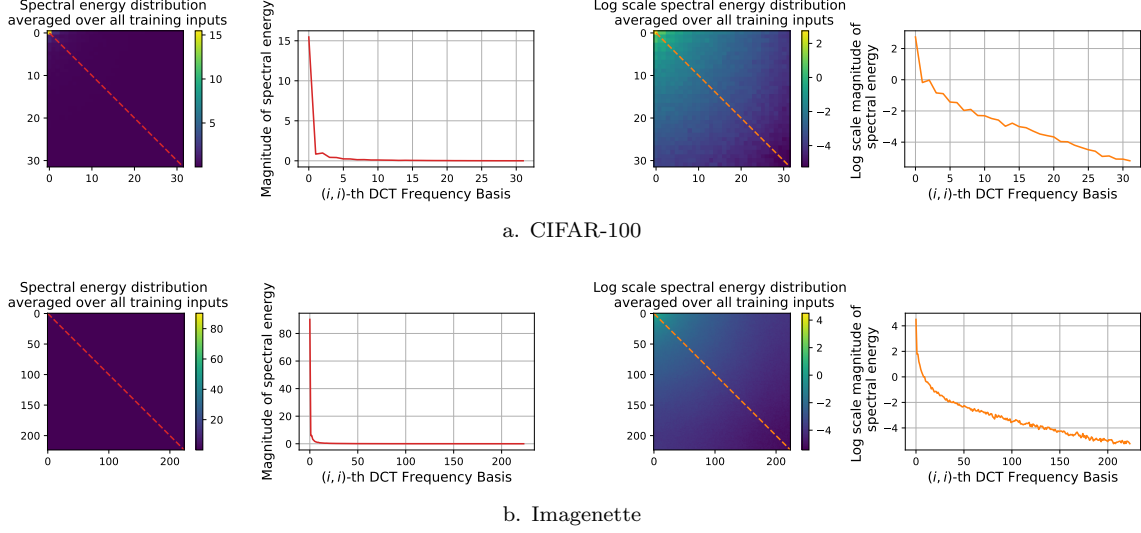 Spectral energy distribution
averaged over all training inputs
0
10
20
30
0 10 20 30
15
10
5
Magnitude of spectral energy
15
10
5
0
0 5 10 15 20 25 30
(i, i)-th DCT Frequency Basis
Log scale spectral energy distribution
averaged over all training inputs
0
10
20
30
0 10 20 30
2
0
−2
−4
Log scale magnitude of
spectral energy
2
0
−2
−4
0 5 10 15 20 25 30
(i, i)-th DCT Frequency Basis
a. CIFAR-100
Spectral energy distribution
averaged over all training inputs
0
50
100
150
200
0 100 200
80
60
40
20
Magnitude of spectral energy
80
60
40
20
0
0 50 100 150 200
(i, i)-th DCT Frequency Basis
Log scale spectral energy distribution
averaged over all training inputs
0
50
100
150
200
0 100 200
4
2
0
−2
−4
Log scale magnitude of
spectral energy
4
2
0
−2
−4
0 50 100 150 200
(i, i)-th DCT Frequency Basis
b. Imagenette